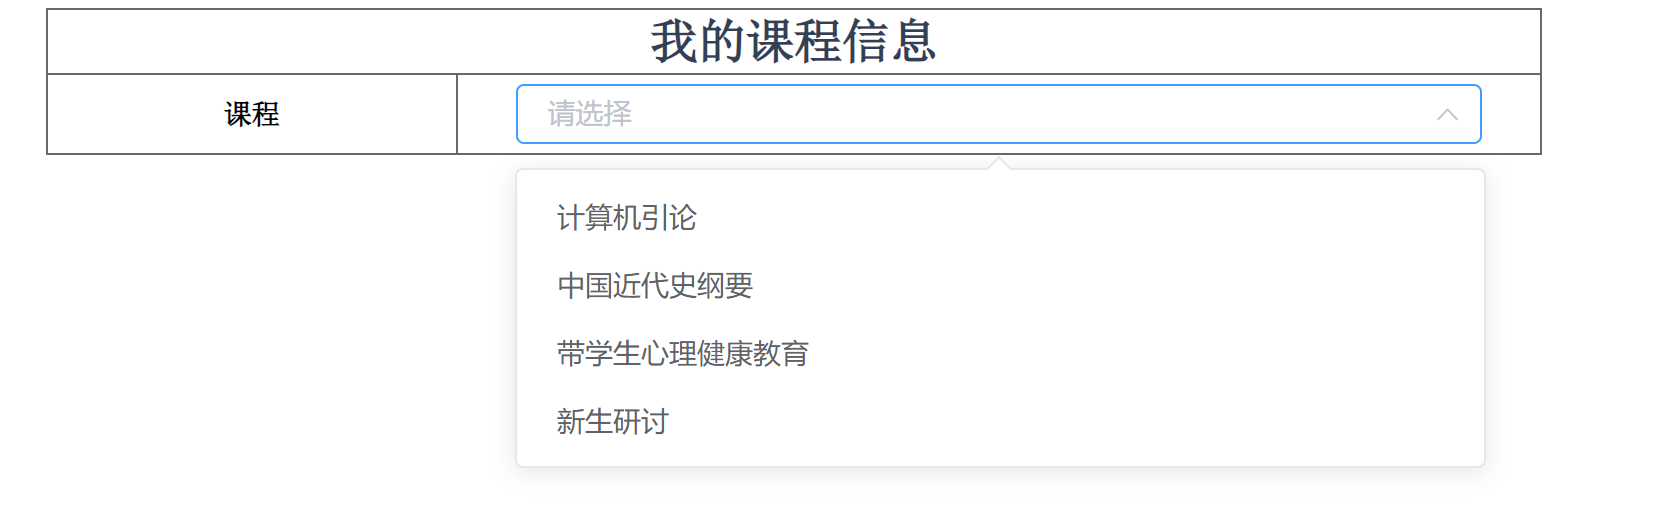 我的课程信息
课程
请选择
计算机引论
中国近代史纲要
带学生心理健康教育
新生研讨